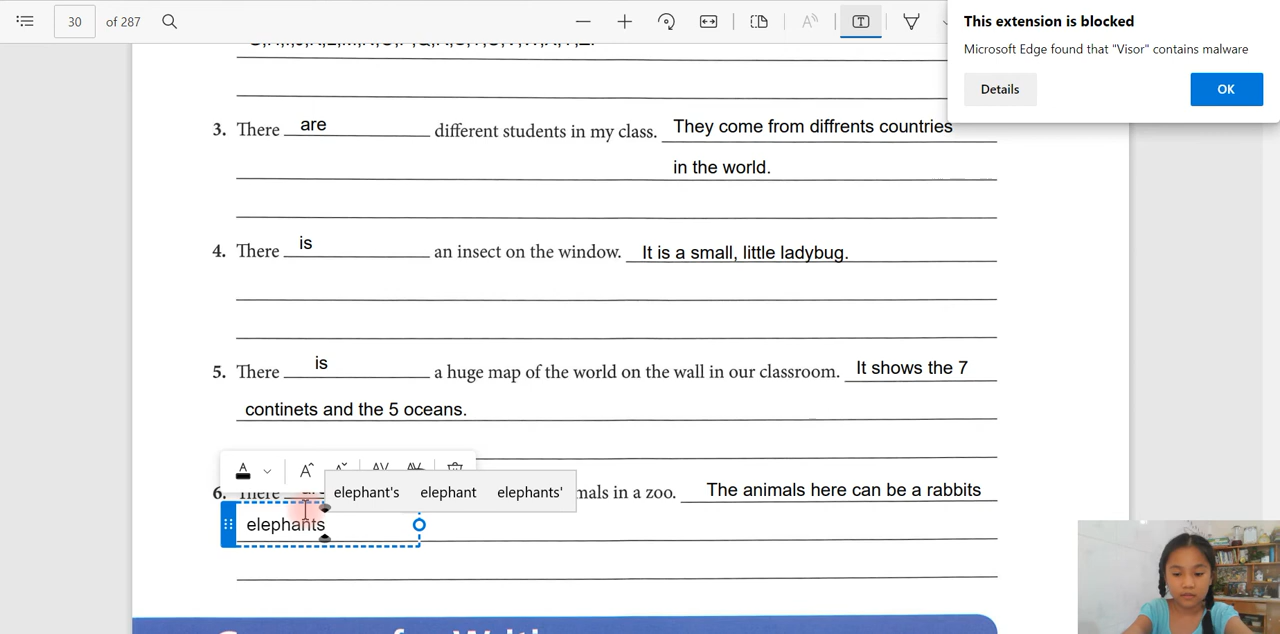 30 of 287
This extension is blocked
Microsoft Edge found that "Visor" contains malware
Details OK
3. There are different students in my class. They come from diffrents countries
in the world.
4. There is an insect on the window. It is a small, little ladybug.
5. There is a huge map of the world on the wall in our classroom. It shows the 7
continets and the 5 oceans.
elephant's elephant elephants'
6. There mals in a zoo. The animals here can be a rabbits
elephants